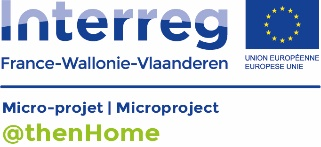 Interreg
France-Wallonie-Vlaanderen
UNION EUROPÉENNE
EUROPESE UNIE
Micro-projet | Microproject
@thenHome